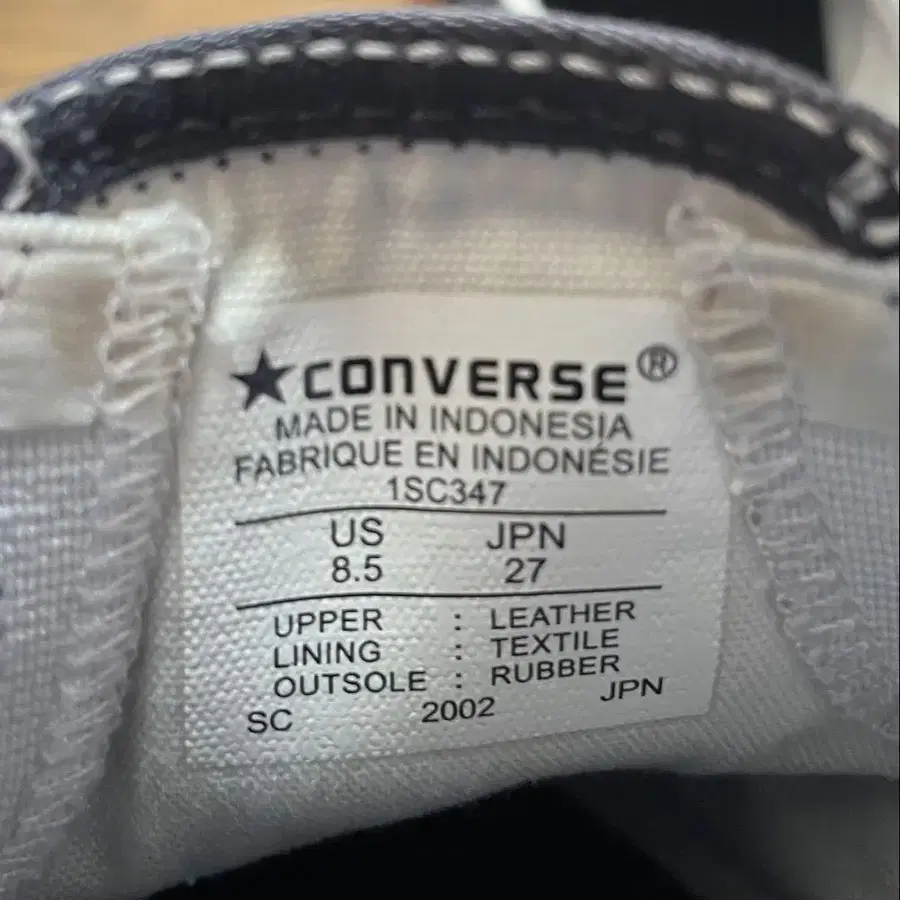 ★CONVERSE®
MADE IN INDONESIA
FABRIQUE EN INDONÉSIE
1SC347
US JPN
8.5 27
UPPER : LEATHER
LINING : TEXTILE
OUTSOLE : RUBBER
SC 2002 JPN